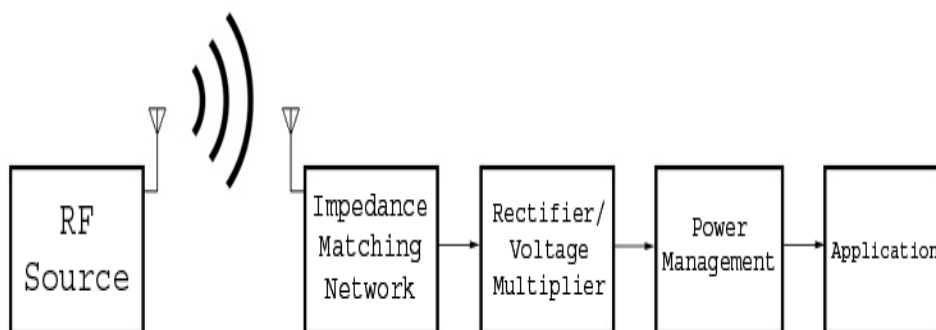 RF
Source
Impedance
Matching
Network
Rectifier/
Voltage
Multiplier
Power
Management
Application